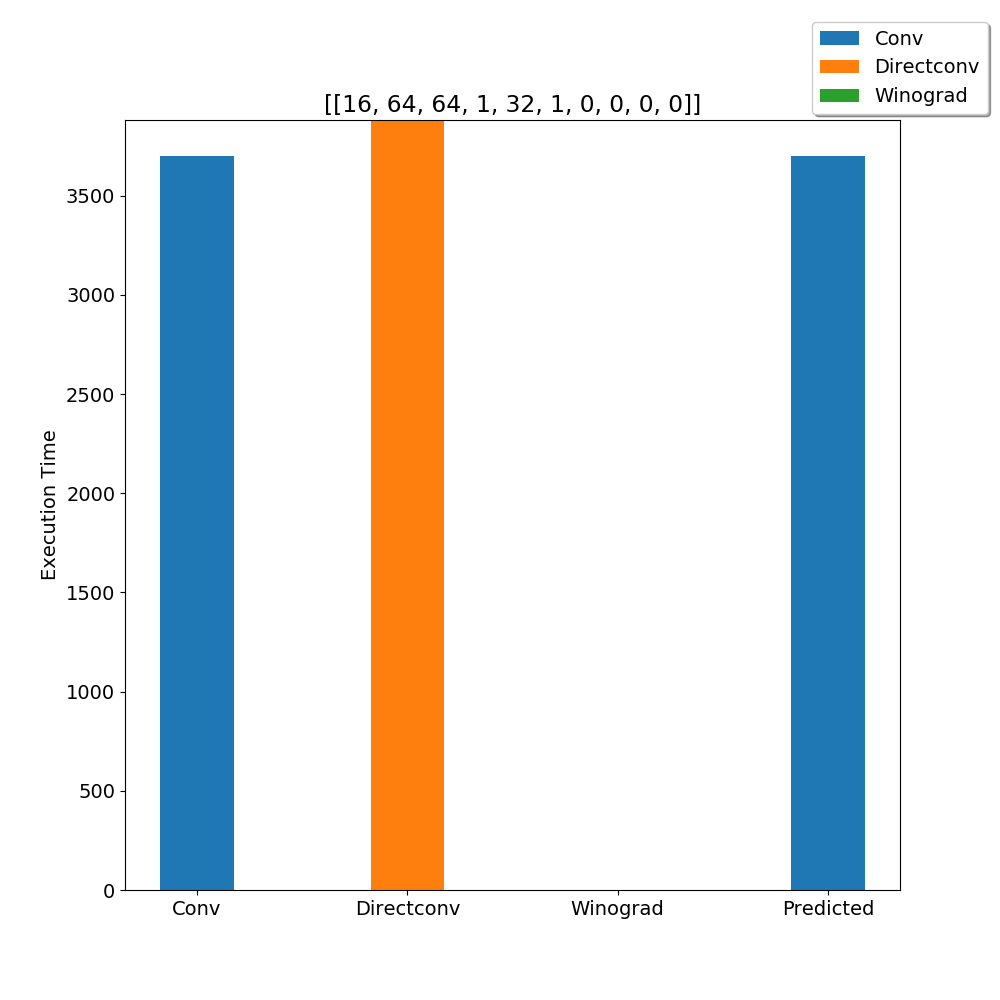 Conv
Directconv
Winograd
[[16, 64, 64, 1, 32, 1, 0, 0, 0, 0]]
3500
3000
2500
2000
1500
1000
500
0
Execution Time
Conv Directconv Winograd Predicted